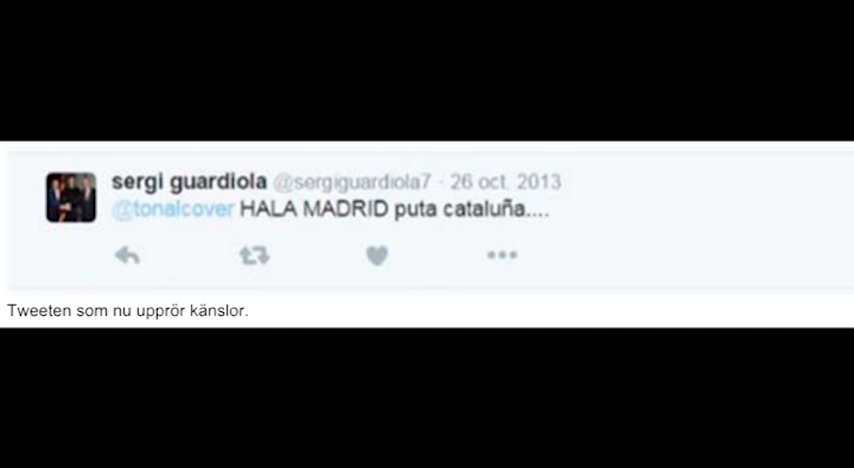 sergi guardiola @sergiguardiola7 · 26 oct. 2013
@tonalcover HALA MADRID puta cataluña....
Tweeten som nu upprör känslor.